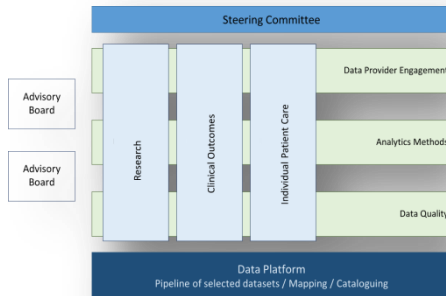 Steering Committee
Data Provider Engagement
Advisory
Board
Research
Clinical Outcomes
Individual Patient Care
Analytics Methods
Advisory
Board
Data Quality
Data Platform
Pipeline of selected datasets / Mapping / Cataloguing